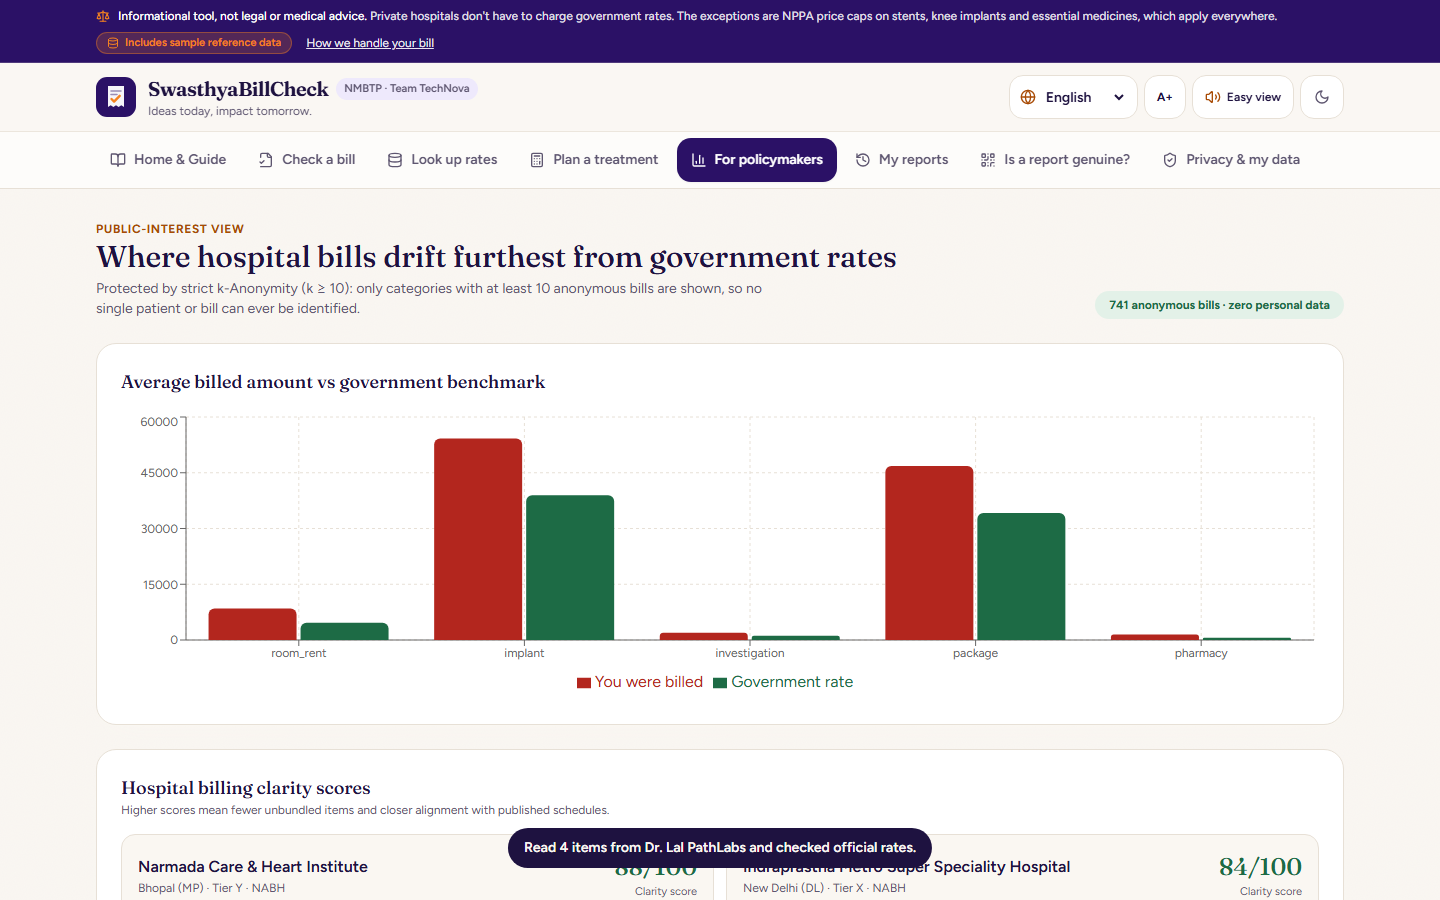 Informational tool, not legal or medical advice. Private hospitals don't have to charge government rates. The exceptions are NPPA price caps on stents, knee implants and essential medicines, which apply everywhere.
Includes sample reference data
How we handle your bill
SwasthyaBillCheck
NMBTP · Team TechNova
Ideas today, impact tomorrow.
English
A+
Easy view
Home & Guide
Check a bill
Look up rates
Plan a treatment
For policymakers
My reports
Is a report genuine?
Privacy & my data
PUBLIC-INTEREST VIEW
Where hospital bills drift furthest from government rates
Protected by strict k-Anonymity (k ≥ 10): only categories with at least 10 anonymous bills are shown, so no
single patient or bill can ever be identified.
741 anonymous bills · zero personal data
Average billed amount vs government benchmark
60000
45000
30000
15000
0
room_rent
implant
investigation
package
pharmacy
You were billed
Government rate
Hospital billing clarity scores
Higher scores mean fewer unbundled items and closer alignment with published schedules.
Read 4 items from Dr. Lal PathLabs and checked official rates.
Narmada Care & Heart Institute
88/100
Bhopal (MP) · Tier Y · NABH
Clarity score
Indraprastha Metro Super Speciality Hospital
84/100
New Delhi (DL) · Tier X · NABH
Clarity score